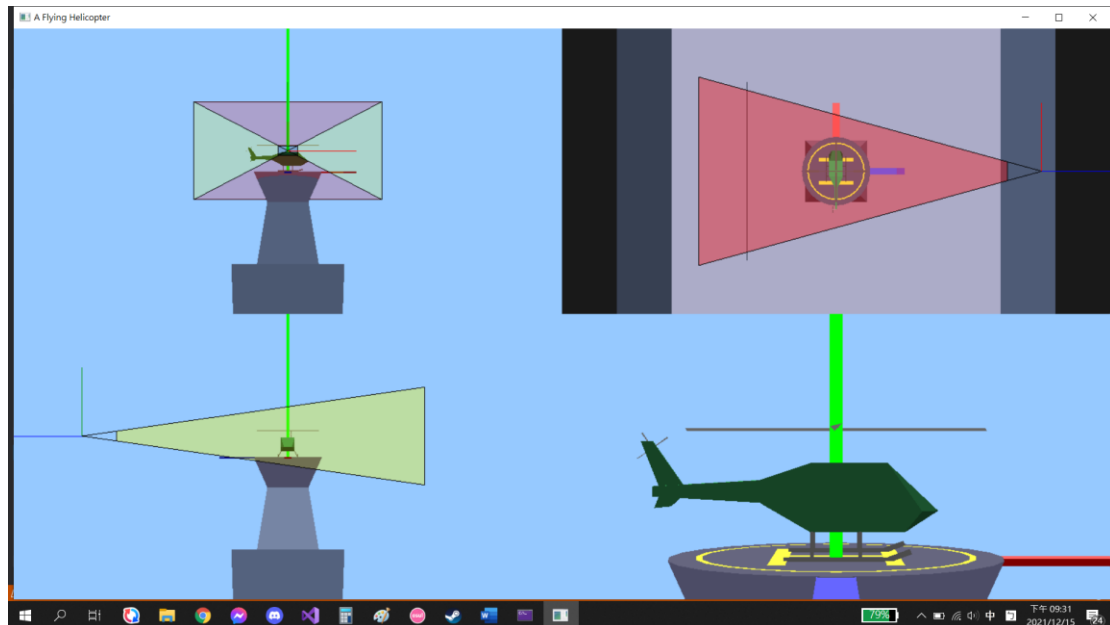 A Flying Helicopter
79%
中
下午 09:31
2021/12/15
24